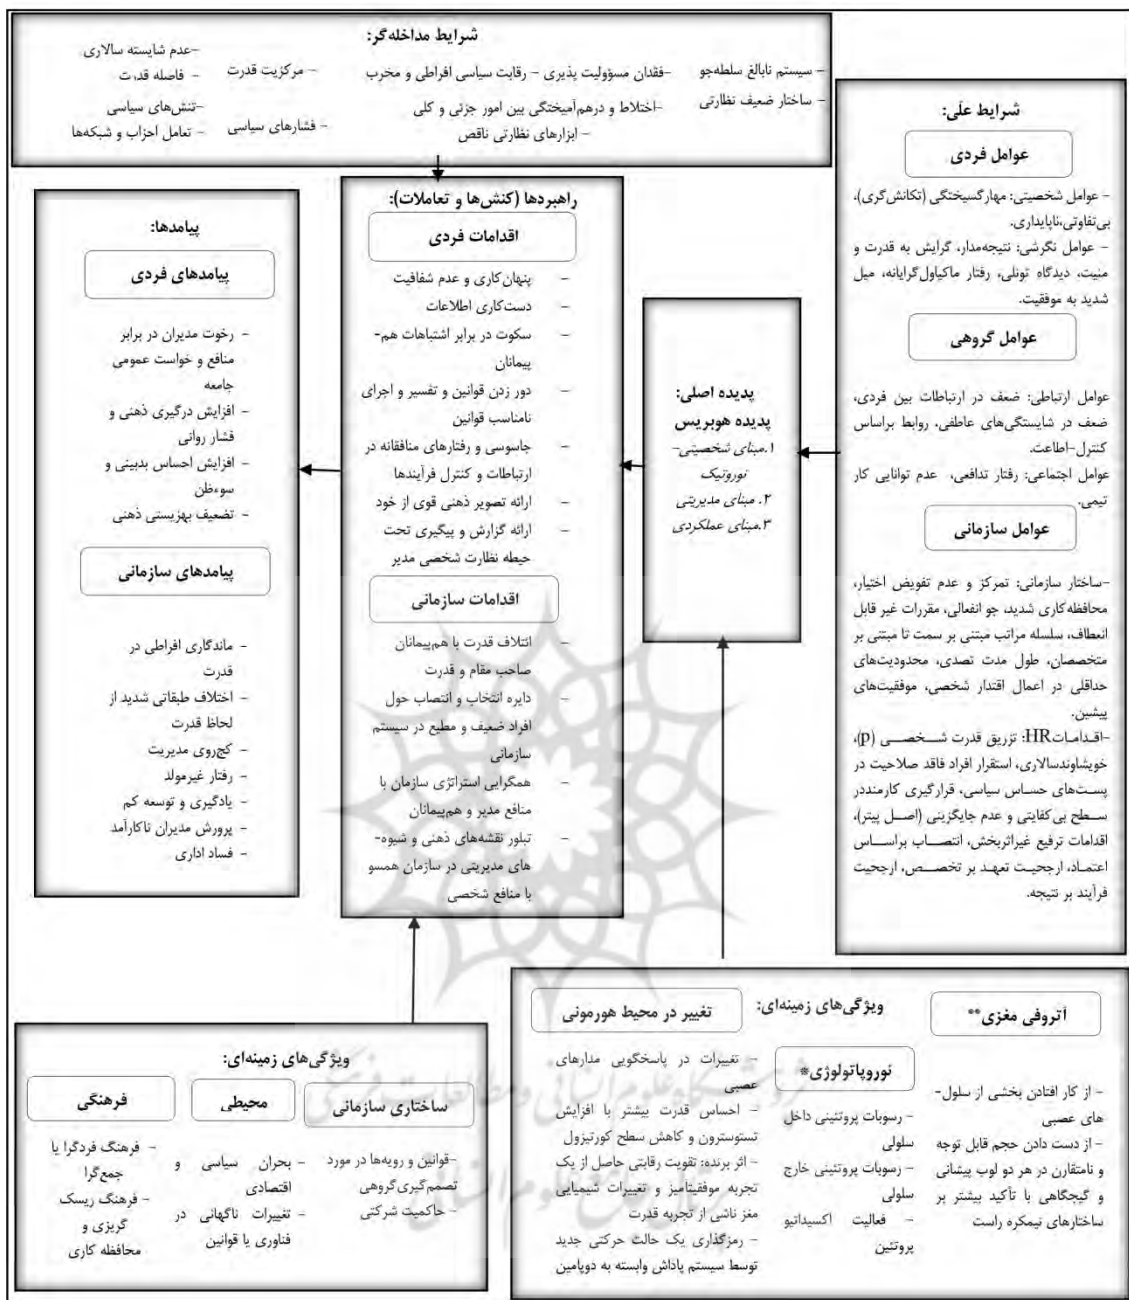 شرایط مداخله‌گر:
– سیستم نابالغ سلطه‌جو
– ساختار ضعیف نظارتی
–فقدان مسؤولیت پذیری – رقابت سیاسی افراطی و مخرب
–اختلاط و درهم‌آمیختگی بین امور جزئی و کلی
– ابزارهای نظارتی ناقص
– مرکزیت قدرت
– فشارهای سیاسی
–عدم شایسته سالاری
– فاصله قدرت
–تنش‌های سیاسی
– تعامل احزاب و شبکه‌ها
شرایط علّی:
عوامل فردی
– عوامل شخصیتی: مهارگسیختگی (تکانش‌گری)،
بی‌تفاوتی،ناپایداری.
– عوامل نگرشی: نتیجه‌مدار، گرایش به قدرت و
منیت، دیدگاه تونلی، رفتار ماکیاول‌گرایانه، میل
شدید به موفقیت.
عوامل گروهی
عوامل ارتباطی: ضعف در ارتباطات بین فردی،
ضعف در شایستگی‌های عاطفی، روابط براساس
کنترل-اطاعت.
عوامل اجتماعی: رفتار تدافعی، عدم توانایی کار
تیمی.
عوامل سازمانی
–ساختار سازمانی: تمرکز و عدم تفویض اختیار،
محافظه‌کاری شدید، جو انفعالی، مقررات غیر قابل
انعطاف، سلسله مراتب مبتنی بر سمت تا مبتنی بر
متخصصان، طول مدت تصدی، محدودیت‌های
حداقلی در اعمال اقتدار شخصی، موفقیت‌های
پیشین.
–اقدامات HR: تزریق قدرت شخصی (p)،
خویشاوندسالاری، استقرار افراد فاقد صلاحیت در
پست‌های حساس سیاسی، قرارگیری کارمنددر
سطح بی‌کفایتی و عدم جایگزینی (اصل پیتر)،
اقدامات ترفیع غیراثربخش، انتصاب براساس
اعتماد، ارجحیت تعهد بر تخصص، ارجحیت
فرآیند بر نتیجه.
پدیده اصلی:
پدیده هوبریس
۱.مبنای شخصیتی-
نوروتیک
۲. مبنای مدیریتی
۳.مبنای عملکردی
راهبردها (کنش‌ها و تعاملات):
اقدامات فردی
– پنهان‌کاری و عدم شفافیت
– دست‌کاری اطلاعات
– سکوت در برابر اشتباهات هم-
پیمانان
– دور زدن قوانین و تفسیر و اجرای
نامناسب قوانین
– جاسوسی و رفتارهای منافقانه در
ارتباطات و کنترل فرآیندها
– ارائه تصویر ذهنی قوی از خود
– ارائه گزارش و پیگیری تحت
حیطه نظارت شخصی مدیر
اقدامات سازمانی
– ائتلاف قدرت با هم‌پیمانان
صاحب مقام و قدرت
– دایره انتخاب و انتصاب حول
افراد ضعیف و مطیع در سیستم
سازمانی
– همگرایی استراتژی سازمان با
منافع مدیر و هم‌پیمانان
– تبلور نقشه‌های ذهنی و شیوه-
های مدیریتی در سازمان همسو
با منافع شخصی
پیامدها:
پیامدهای فردی
– رخوت مدیران در برابر
منافع و خواست عمومی
جامعه
– افزایش درگیری ذهنی و
فشار روانی
– افزایش احساس بدبینی و
سوءظن
– تضعیف بهزیستی ذهنی
پیامدهای سازمانی
– ماندگاری افراطی در
قدرت
– اختلاف طبقاتی شدید از
لحاظ قدرت
– کج‌روی مدیریت
– رفتار غیرمولد
– یادگیری و توسعه کم
– پرورش مدیران ناکارآمد
– فساد اداری
ویژگی‌های زمینه‌ای:
آتروفی مغزی**
– از کار افتادن بخشی از سلول-
های عصبی
– از دست دادن حجم قابل توجه
و نامتقارن در هر دو لوب پیشانی
و گیجگاهی با تأکید بیشتر بر
ساختارهای نیمکره راست
نوروپاتولوژی*
– رسوبات پروتئینی داخل
سلولی
– رسوبات پروتئینی خارج
سلولی
– فعالیت اکسیداتیو
پروتئین
تغییر در محیط هورمونی
– تغییرات در پاسخگویی مدارهای
عصبی
– احساس قدرت بیشتر با افزایش
تستوسترون و کاهش سطح کورتیزول
– اثر برنده: تقویت رقابتی حاصل از یک
تجربه موفقیتامیز و تغییرات شیمیایی
مغز ناشی از تجربه قدرت
– رمزگذاری یک حالت حرکتی جدید
توسط سیستم پاداش وابسته به دوپامین
ویژگی‌های زمینه‌ای:
ساختاری سازمانی
–قوانین و رویه‌ها در مورد
تصمم‌گیری‌گروهی
– حاکمیت شرکتی
محیطی
– بحران سیاسی و
اقتصادی
– تغییرات ناگهانی در
فناوری یا قوانین
فرهنگی
– فرهنگ فردگرا یا
جمع‌گرا
– فرهنگ ریسک
گریزی و
محافظه کاری
پژوهشگاه علوم انسانی و مطالعات فرهنگی
پرتال جامع علوم انسانی